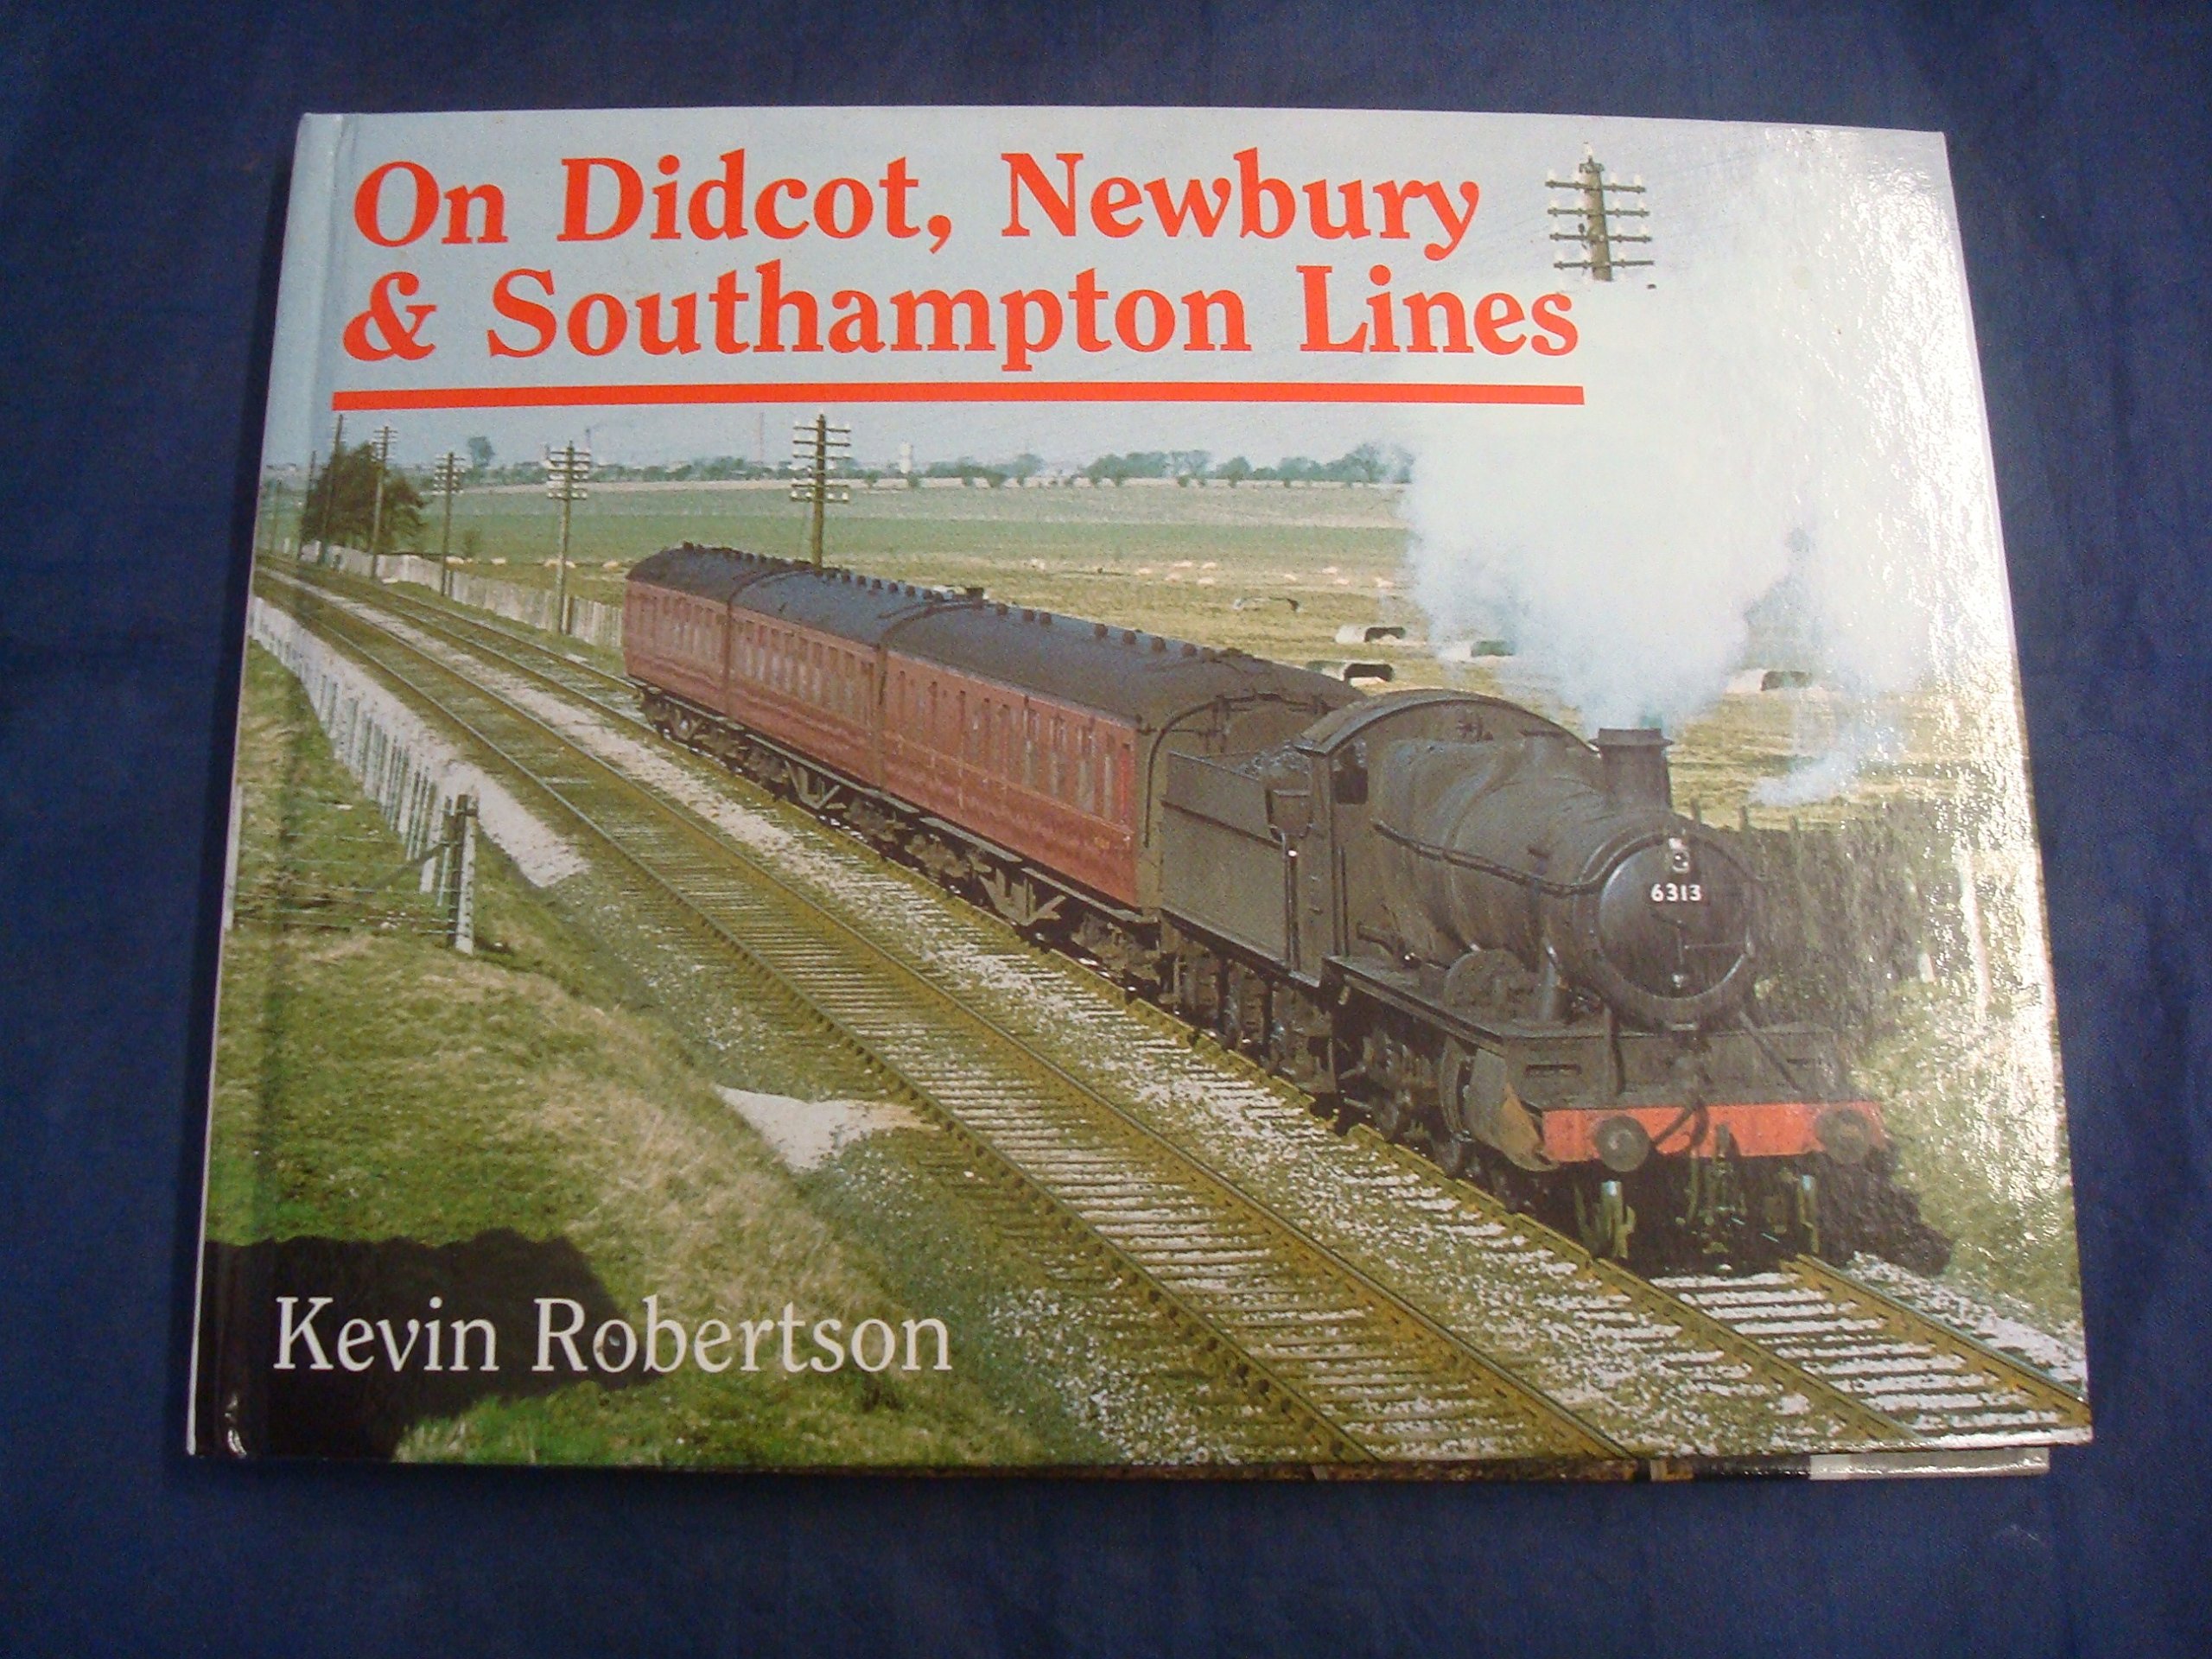 On Didcot, Newbury
& Southampton Lines
6313
Kevin Robertson